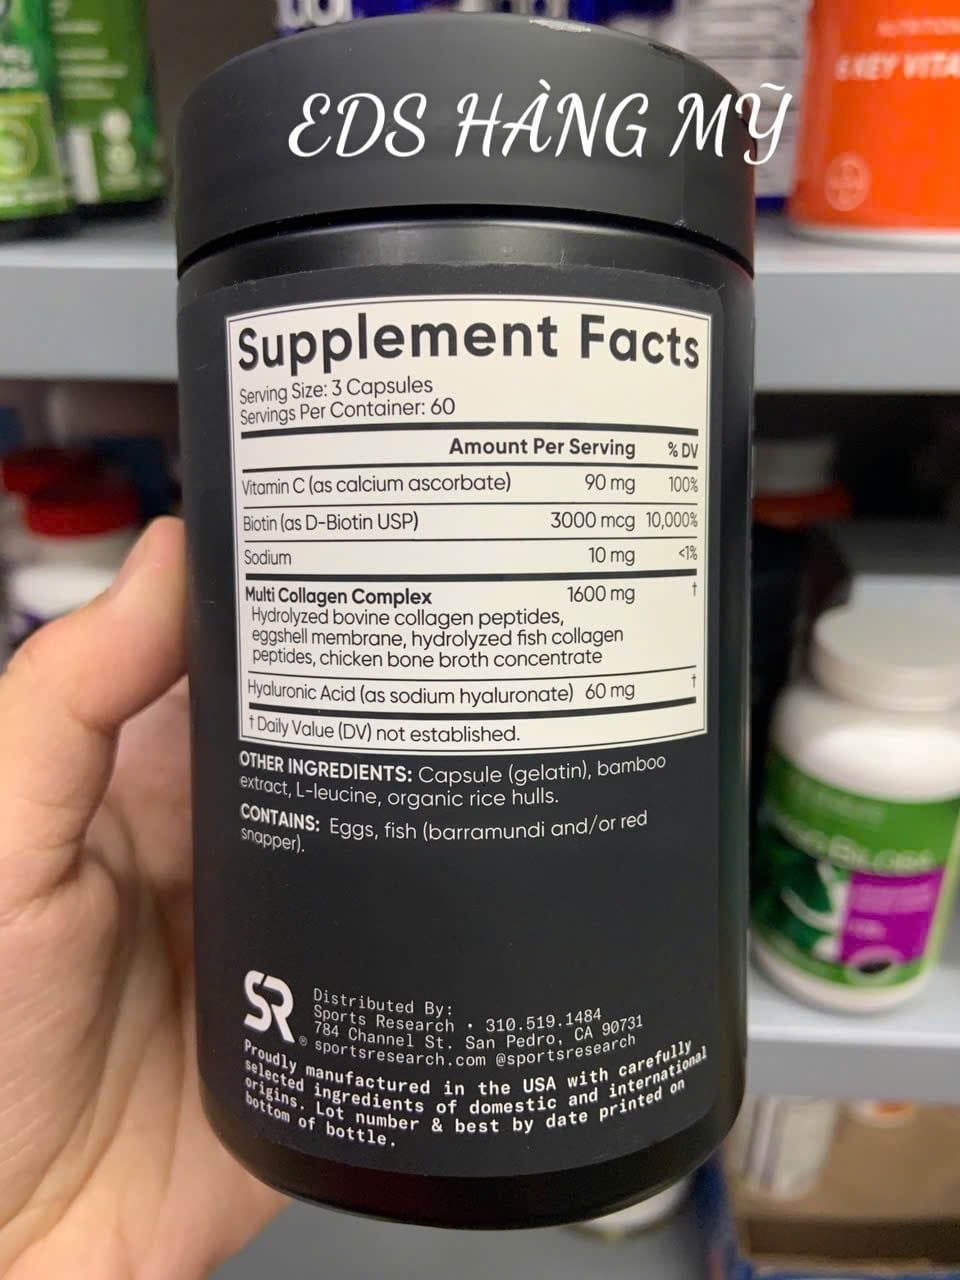 EDS HÀNG MỸ
Supplement Facts
Serving Size: 3 Capsules
Servings Per Container: 60
Amount Per Serving % DV
Vitamin C (as calcium ascorbate) 90 mg 100%
Biotin (as D-Biotin USP) 3000 mcg 10,000%
Sodium 10 mg <1%
Multi Collagen Complex 1600 mg †
Hydrolyzed bovine collagen peptides,
eggshell membrane, hydrolyzed fish collagen
peptides, chicken bone broth concentrate
Hyaluronic Acid (as sodium hyaluronate) 60 mg †
† Daily Value (DV) not established.
OTHER INGREDIENTS: Capsule (gelatin), bamboo
extract, L-leucine, organic rice hulls.
CONTAINS: Eggs, fish (barramundi and/or red
snapper).
SR®
Distributed By:
Sports Research • 310.519.1484
784 Channel St. San Pedro, CA 90731
sportsresearch.com @sportsresearch
Proudly manufactured in the USA with carefully
selected ingredients of domestic and international
origins. Lot number & best by date printed on
bottom of bottle.